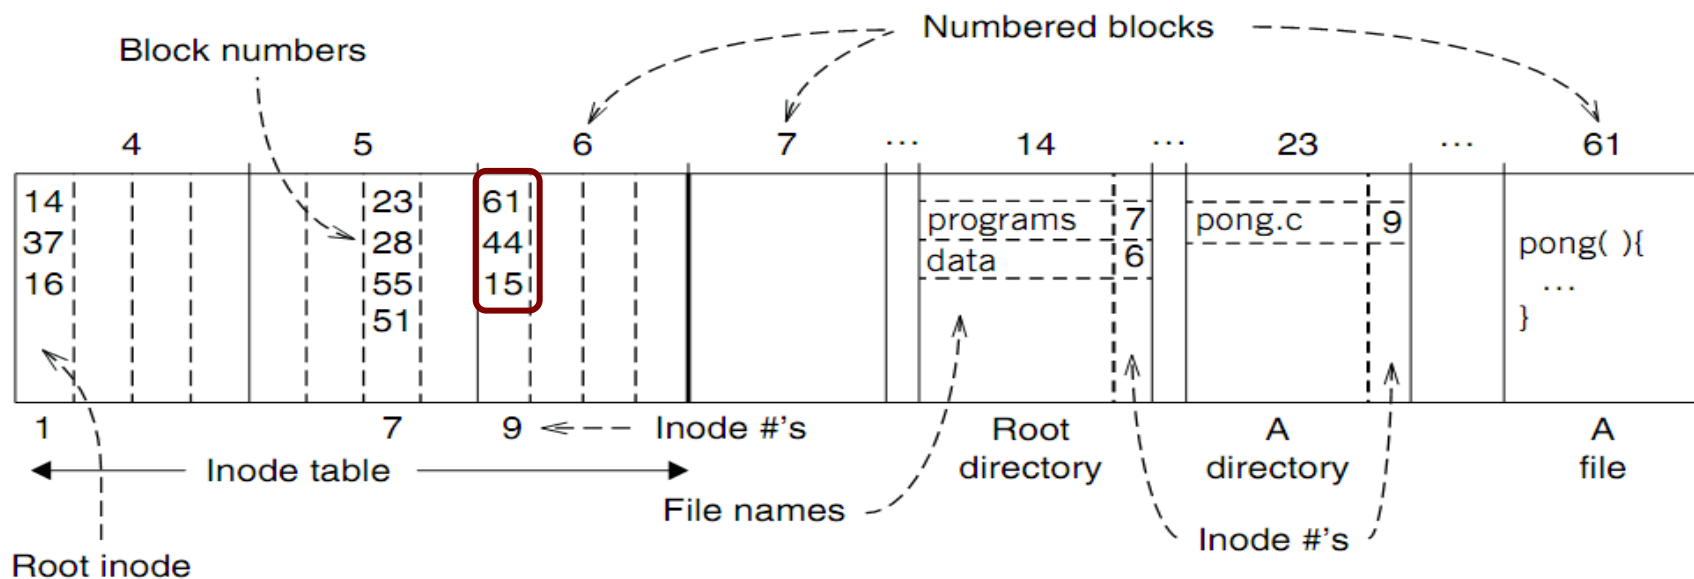 Numbered blocks
Block numbers
4 5 6 7 ... 14 ... 23 ... 61
14 23 61
37 28 44
16 55 15
51
programs 7
data 6
pong.c 9
pong( ){
...
}
1 7 9 Inode #'s
Inode table
Root
directory
A
directory
A
file
File names
Inode #'s
Root inode